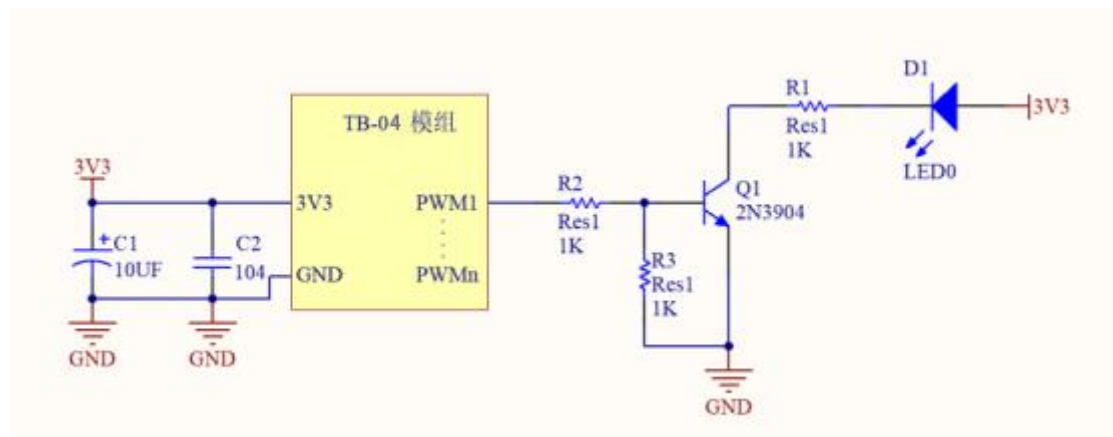 D1
R1
3V3
Res1
1K
LED0
TB-04 模组
3V3
3V3
PWM1
R2
Res1
1K
Q1
2N3904
C1
10UF
C2
104
GND
PWMn
R3
Res1
1K
GND
GND
GND